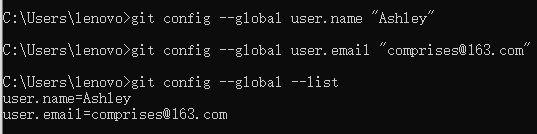 C:\Users\lenovo>git config --global user.name "Ashley"
C:\Users\lenovo>git config --global user.email "comprises@163.com"
C:\Users\lenovo>git config --global --list
user.name=Ashley
user.email=comprises@163.com